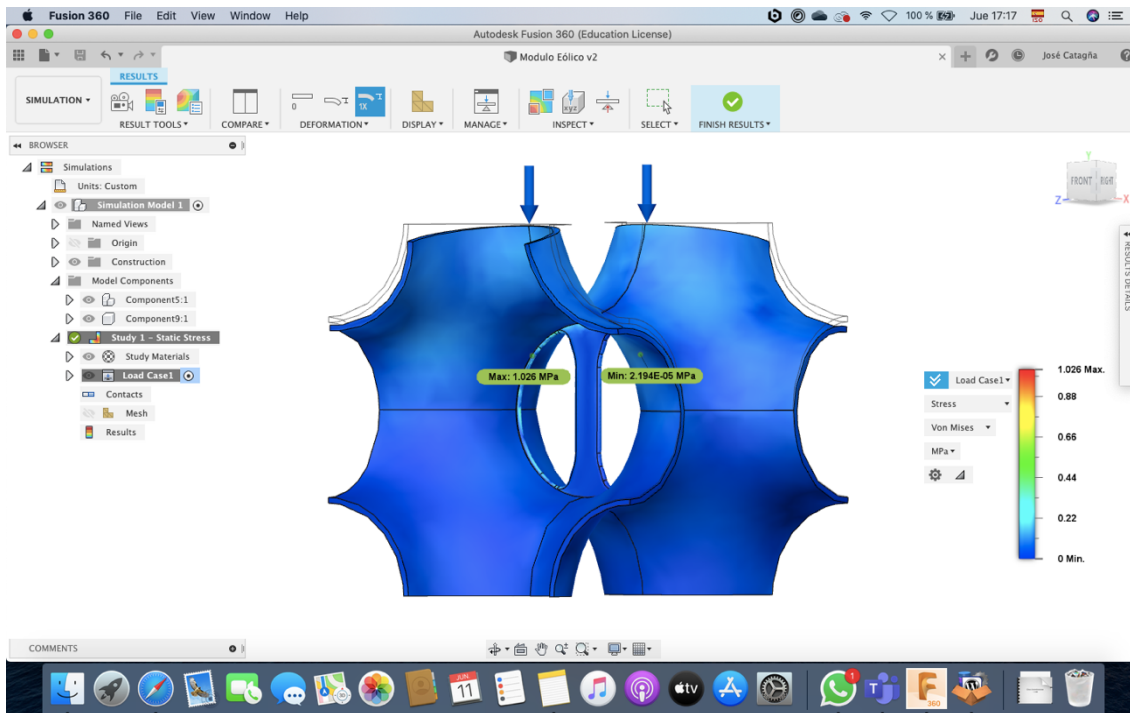 Fusion 360 File Edit View Window Help 100 % Jue 17:17
Autodesk Fusion 360 (Education License)
Modulo Eólico v2 José Catagña
RESULTS
SIMULATION
RESULT TOOLS COMPARE DEFORMATION DISPLAY MANAGE INSPECT SELECT FINISH RESULTS
BROWSER
Simulations
Units: Custom
Simulation Model 1
Named Views
Origin
Construction
Model Components
Component5:1
Component9:1
Study 1 - Static Stress
Study Materials
Load Case1
Contacts
Mesh
Results
Y
FRONT RIGHT
Z X
RESULTS DETAILS
Max: 1.026 MPa Min: 2.194E-05 MPa
Load Case1
Stress
Von Mises
MPa
1.026 Max.
0.88
0.66
0.44
0.22
0 Min.
COMMENTS
JUN
11
tv
1
F
360